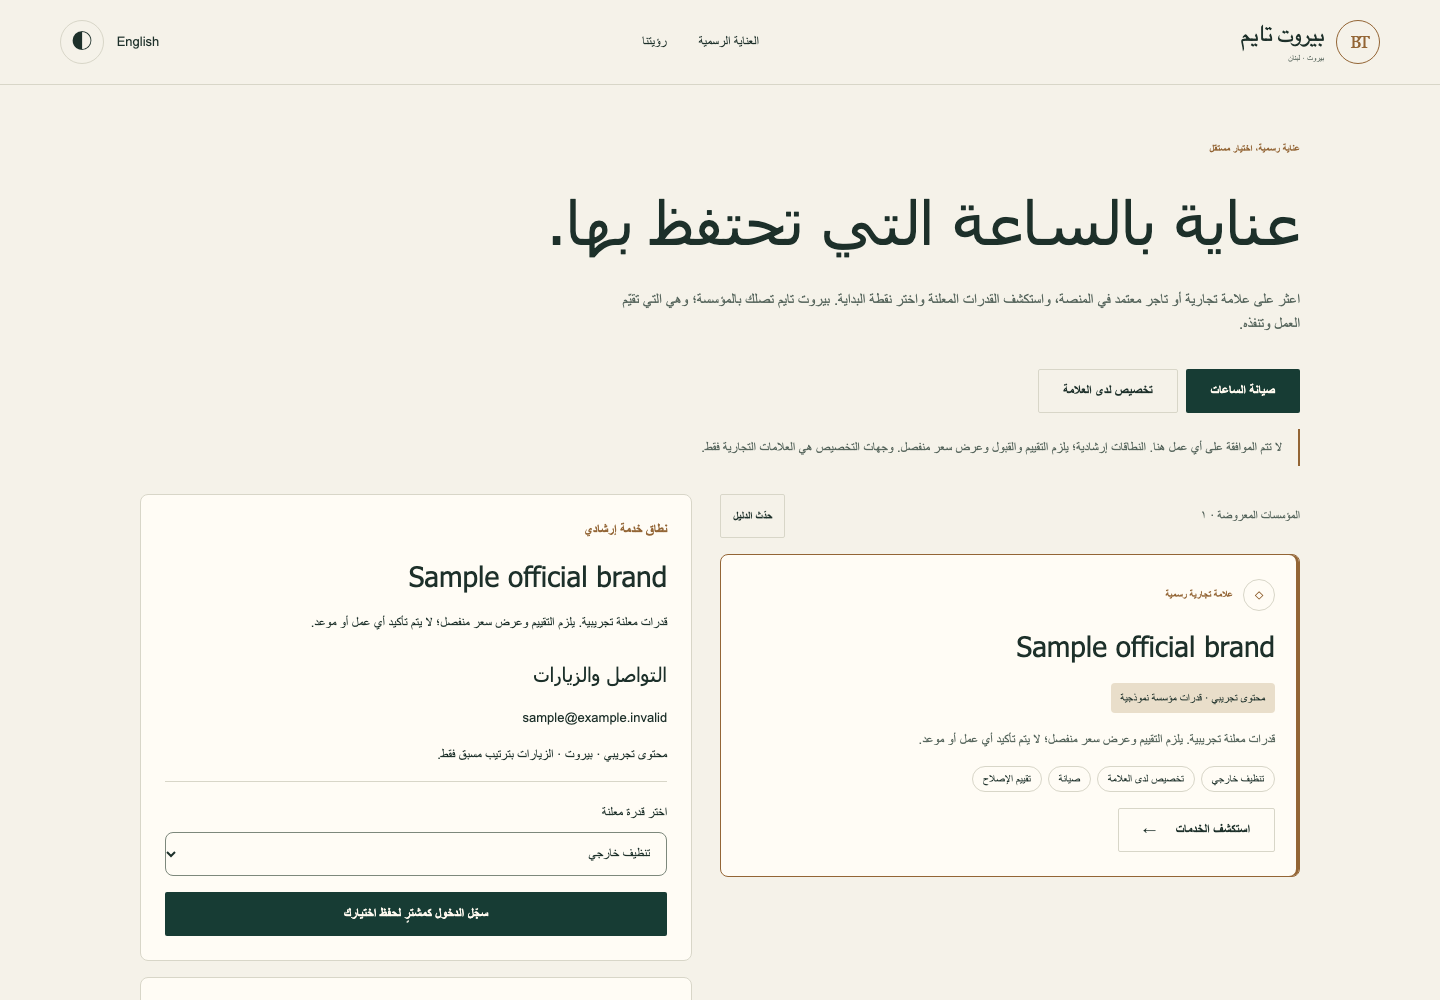 BT
بيروت تايم
بيروت · لبنان
العناية الرسمية
رؤيتنا
English
عناية رسمية، اختيار مستقل
عناية بالساعة التي تحتفظ بها.
اعثر على علامة تجارية أو تاجر معتمد في المنصة، واستكشف القدرات المعلنة واختر نقطة البداية. بيروت تايم تصلك بالمؤسسة؛ وهي التي تقيّم
العمل وتنفذه.
صيانة الساعات
تخصيص لدى العلامة
لا تتم الموافقة على أي عمل هنا. النطاقات إرشادية؛ يلزم التقييم والقبول وعرض سعر منفصل. وجهات التخصيص هي العلامات التجارية فقط.
المؤسسات المعروضة · ١
حدّث الدليل
علامة تجارية رسمية
Sample official brand
محتوى تجريبي · قدرات مؤسسة نموذجية
قدرات معلنة تجريبية. يلزم التقييم وعرض سعر منفصل؛ لا يتم تأكيد أي عمل أو موعد.
تنظيف خارجي
تخصيص لدى العلامة
صيانة
تقييم الإصلاح
استكشف الخدمات ←
نطاق خدمة إرشادي
Sample official brand
قدرات معلنة تجريبية. يلزم التقييم وعرض سعر منفصل؛ لا يتم تأكيد أي عمل أو موعد.
التواصل والزيارات
sample@example.invalid
محتوى تجريبي · بيروت · الزيارات بترتيب مسبق فقط.
اختر قدرة معلنة
تنظيف خارجي
سجّل الدخول كمشترٍ لحفظ اختيارك